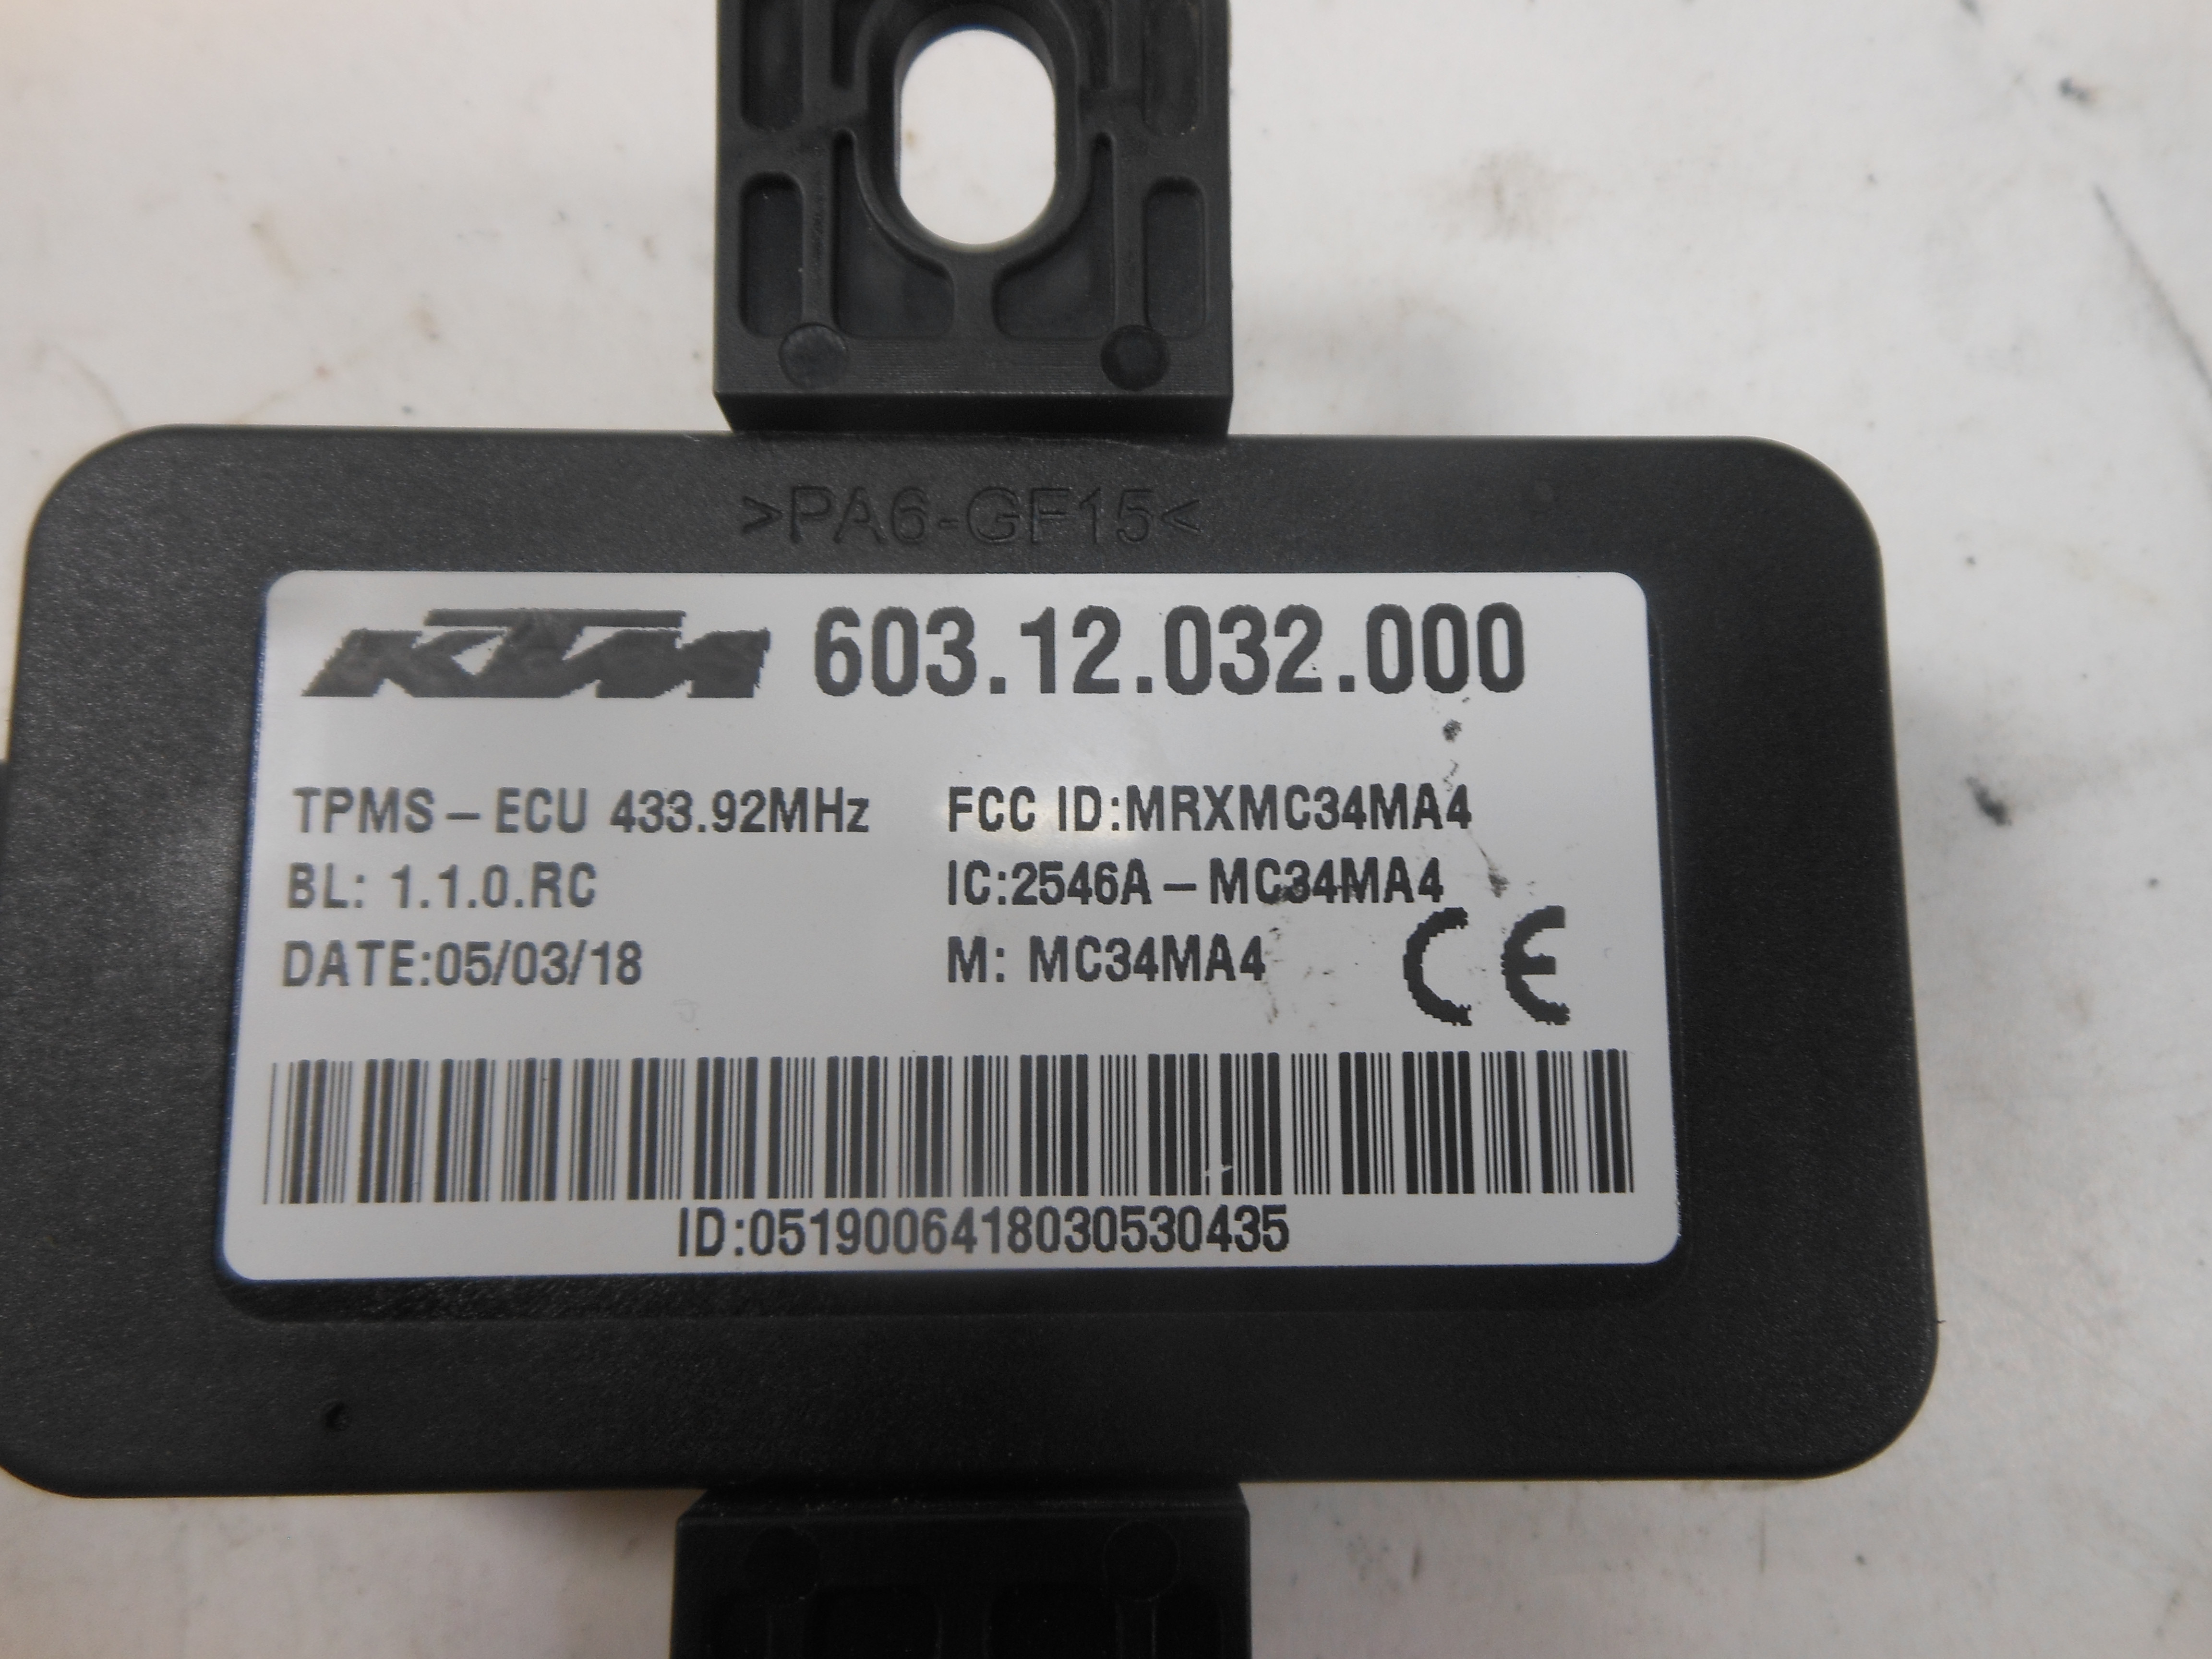 >PA6-GF15<
KTM 603.12.032.000
TPMS – ECU 433.92MHz
BL: 1.1.0.RC
DATE:05/03/18
FCC ID:MRXMC34MA4
IC:2546A – MC34MA4
M: MC34MA4
CE
ID:0519006418030530435